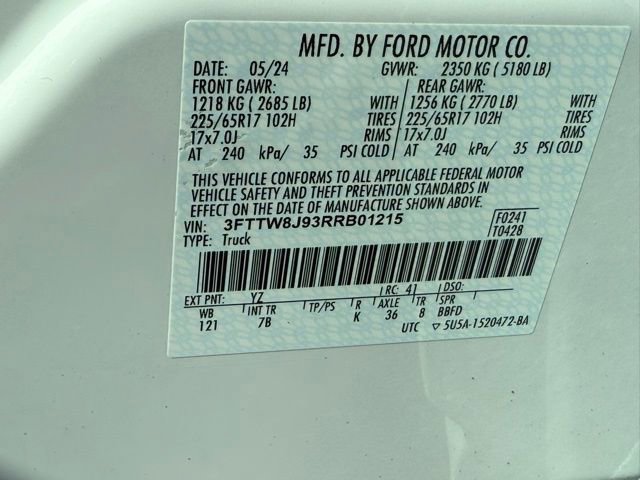 MFD. BY FORD MOTOR CO.
DATE: 05/24 GVWR: 2350 KG ( 5180 LB)
FRONT GAWR: REAR GAWR:
1218 KG ( 2685 LB) WITH 1256 KG ( 2770 LB) WITH
225/65R17 102H TIRES 225/65R17 102H TIRES
17x7.0J RIMS 17x7.0J RIMS
AT 240 kPa/ 35 PSI COLD AT 240 kPa/ 35 PSI COLD
THIS VEHICLE CONFORMS TO ALL APPLICABLE FEDERAL MOTOR
VEHICLE SAFETY AND THEFT PREVENTION STANDARDS IN
EFFECT ON THE DATE OF MANUFACTURE SHOWN ABOVE.
VIN: 3FTTW8J93RRB01215 F0241
TYPE: Truck T0428
EXT PNT: YZ RC: 41 DSO:
WB INT TR TP/PS R AXLE TR SPR
121 7B K 36 8 BBFD
UTC ▽ 5U5A-1520472-BA